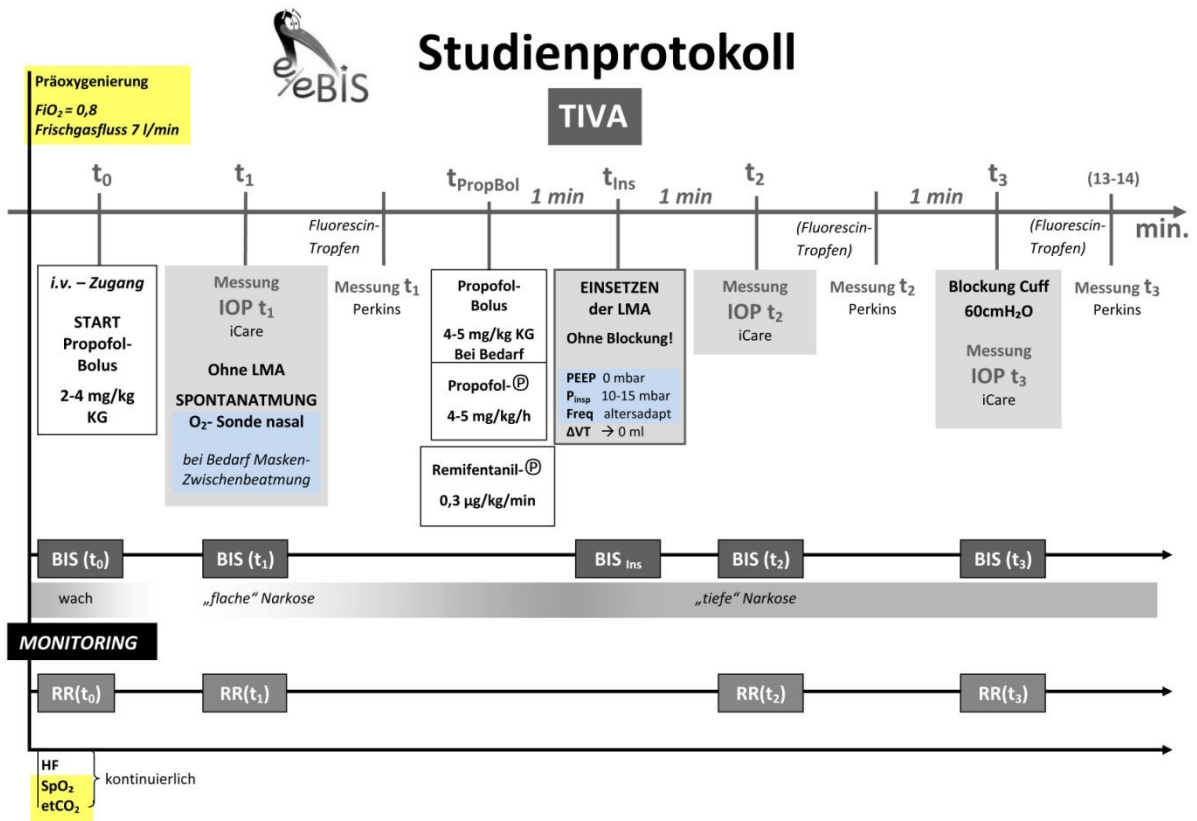 e/eBIS
Studienprotokoll
TIVA
Präoxygenierung
FiO₂ = 0,8
Frischgasfluss 7 l/min
t₀
t₁
t_PropBol
1 min
t_Ins
1 min
t₂
1 min
t₃
(13-14)
min.
Fluorescin-
Tropfen
(Fluorescin-
Tropfen)
(Fluorescin-
Tropfen)
i.v. – Zugang
START
Propofol-
Bolus
2-4 mg/kg
KG
Messung
IOP t₁
iCare
Ohne LMA
SPONTANATMUNG
O₂- Sonde nasal
bei Bedarf Masken-
Zwischenbeatmung
Messung t₁
Perkins
Propofol-
Bolus
4-5 mg/kg KG
Bei Bedarf
Propofol-Ⓟ
4-5 mg/kg/h
Remifentanil-Ⓟ
0,3 µg/kg/min
EINSETZEN
der LMA
Ohne Blockung!
PEEP 0 mbar
P_insp 10-15 mbar
Freq altersadapt
ΔVT → 0 ml
Messung
IOP t₂
iCare
Messung t₂
Perkins
Blockung Cuff
60cmH₂O
Messung
IOP t₃
iCare
Messung t₃
Perkins
BIS (t₀)
BIS (t₁)
BIS Ins
BIS (t₂)
BIS (t₃)
wach
„flache“ Narkose
„tiefe“ Narkose
MONITORING
RR(t₀)
RR(t₁)
RR(t₂)
RR(t₃)
HF
SpO₂
etCO₂
kontinuierlich